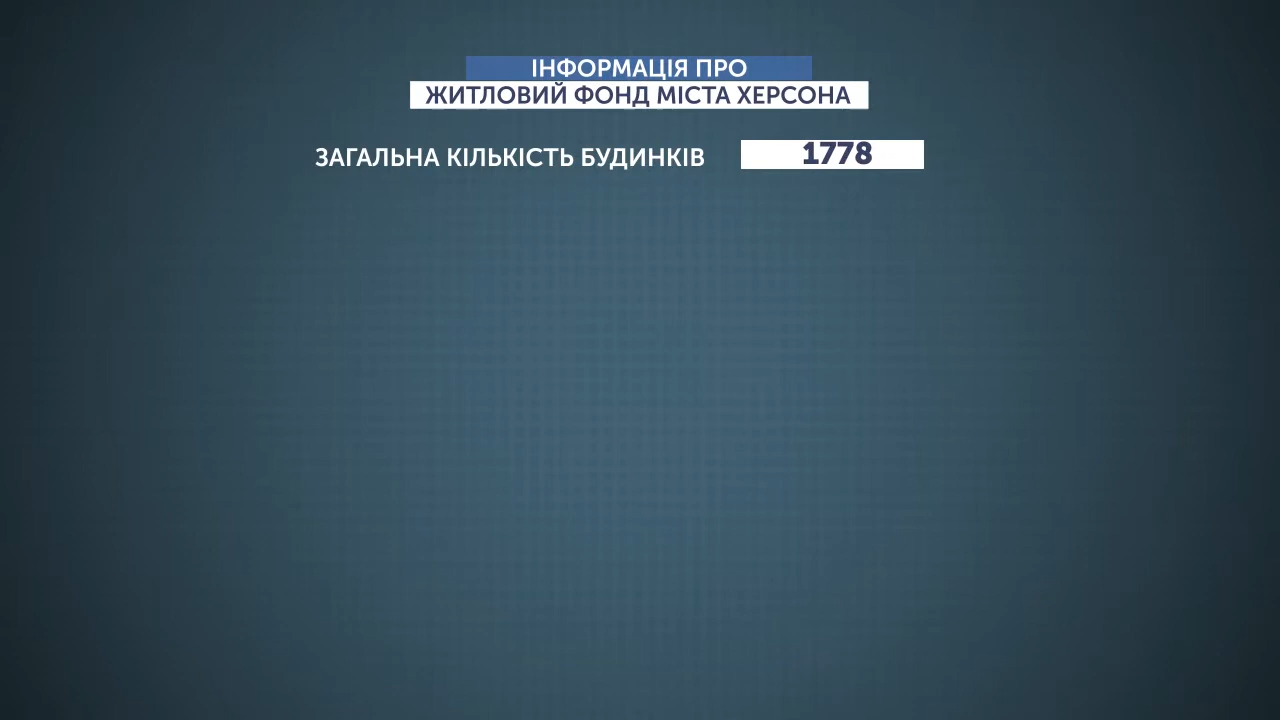 ІНФОРМАЦІЯ ПРО
ЖИТЛОВИЙ ФОНД МІСТА ХЕРСОНА
ЗАГАЛЬНА КІЛЬКІСТЬ БУДИНКІВ 1778